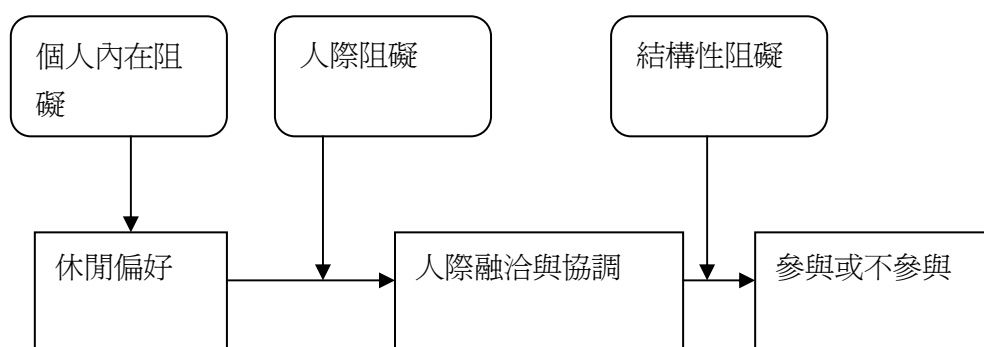 個人內在阻
礙
人際阻礙
結構性阻礙
休閒偏好
人際融洽與協調
參與或不參與